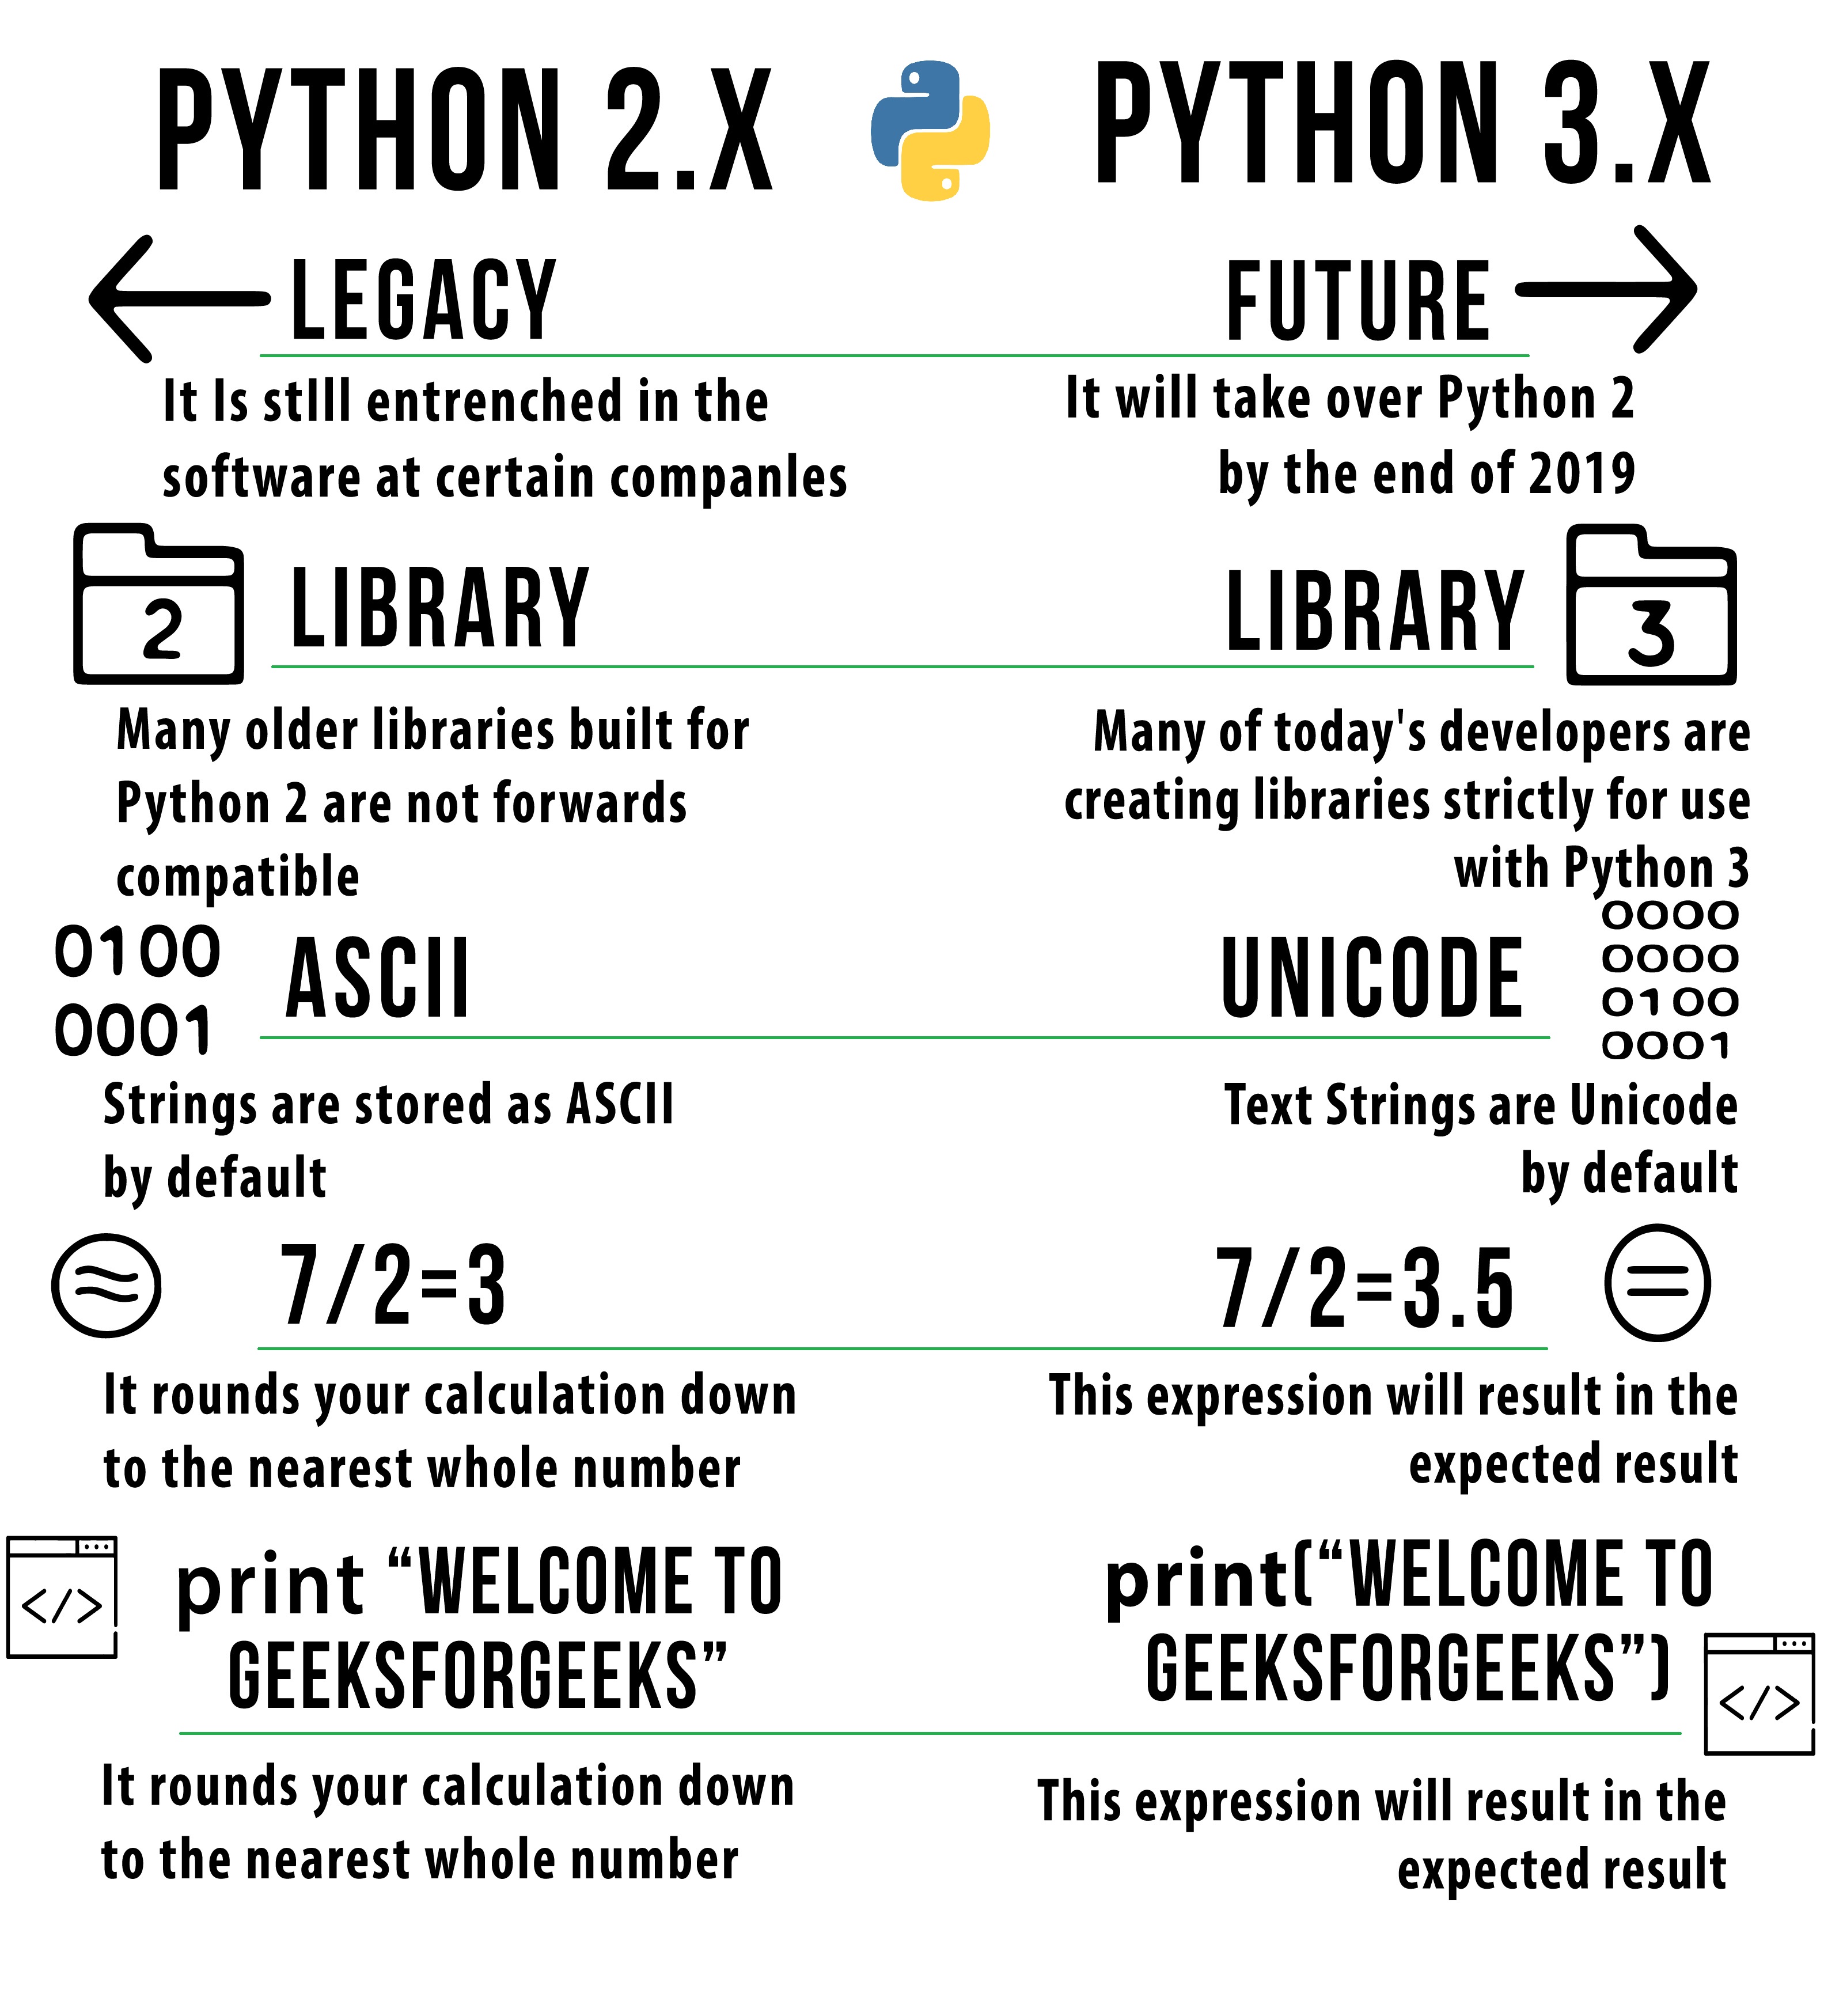 PYTHON 2.X
PYTHON 3.X
LEGACY
FUTURE
It Is stIll entrenched in the
software at certain companles
It will take over Python 2
by the end of 2019
2
LIBRARY
LIBRARY
3
Many older libraries built for
Python 2 are not forwards
compatible
Many of today's developers are
creating libraries strictly for use
with Python 3
0100
0001
ASCII
UNICODE
0000
0000
0100
0001
Strings are stored as ASCII
by default
Text Strings are Unicode
by default
7/2=3
7/2=3.5
It rounds your calculation down
to the nearest whole number
This expression will result in the
expected result
</>
print “WELCOME TO
GEEKSFORGEEKS”
print(“WELCOME TO
GEEKSFORGEEKS”)
</>
It rounds your calculation down
to the nearest whole number
This expression will result in the
expected result